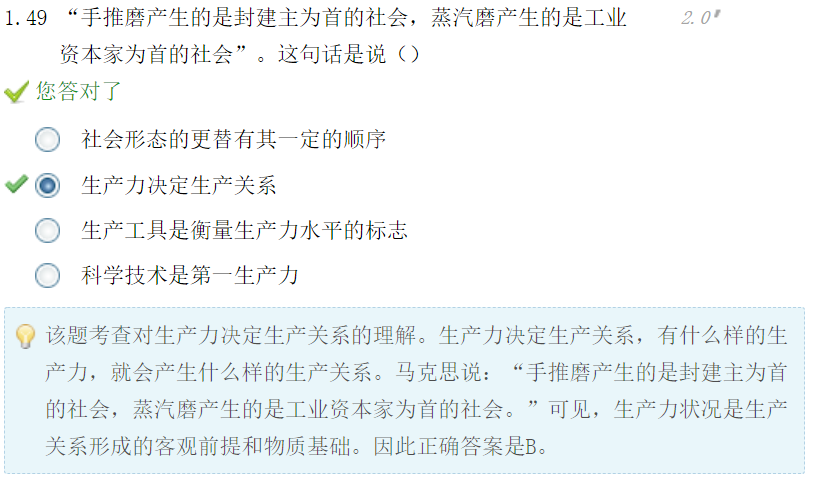 1.49 “手推磨产生的是封建主为首的社会，蒸汽磨产生的是工业 2.0
资本家为首的社会”。这句话是说（）
您答对了
社会形态的更替有其一定的顺序
生产力决定生产关系
生产工具是衡量生产力水平的标志
科学技术是第一生产力
该题考查对生产力决定生产关系的理解。生产力决定生产关系，有什么样的生
产力，就会产生什么样的生产关系。马克思说：“手推磨产生的是封建主为首
的社会，蒸汽磨产生的是工业资本家为首的社会。”可见，生产力状况是生产
关系形成的客观前提和物质基础。因此正确答案是B。